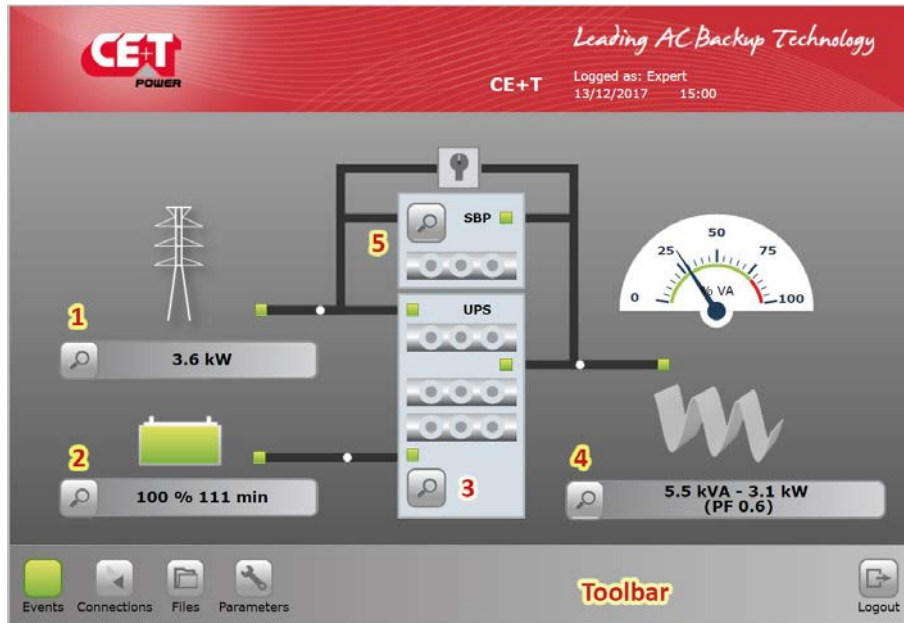 CE+T
POWER
Leading AC Backup Technology
CE+T
Logged as: Expert
13/12/2017 15:00
SBP
5
0
25
50
75
100
% VA
1
UPS
3.6 kW
2
3
4
100 % 111 min
5.5 kVA - 3.1 kW
(PF 0.6)
Events
Connections
Files
Parameters
Toolbar
Logout